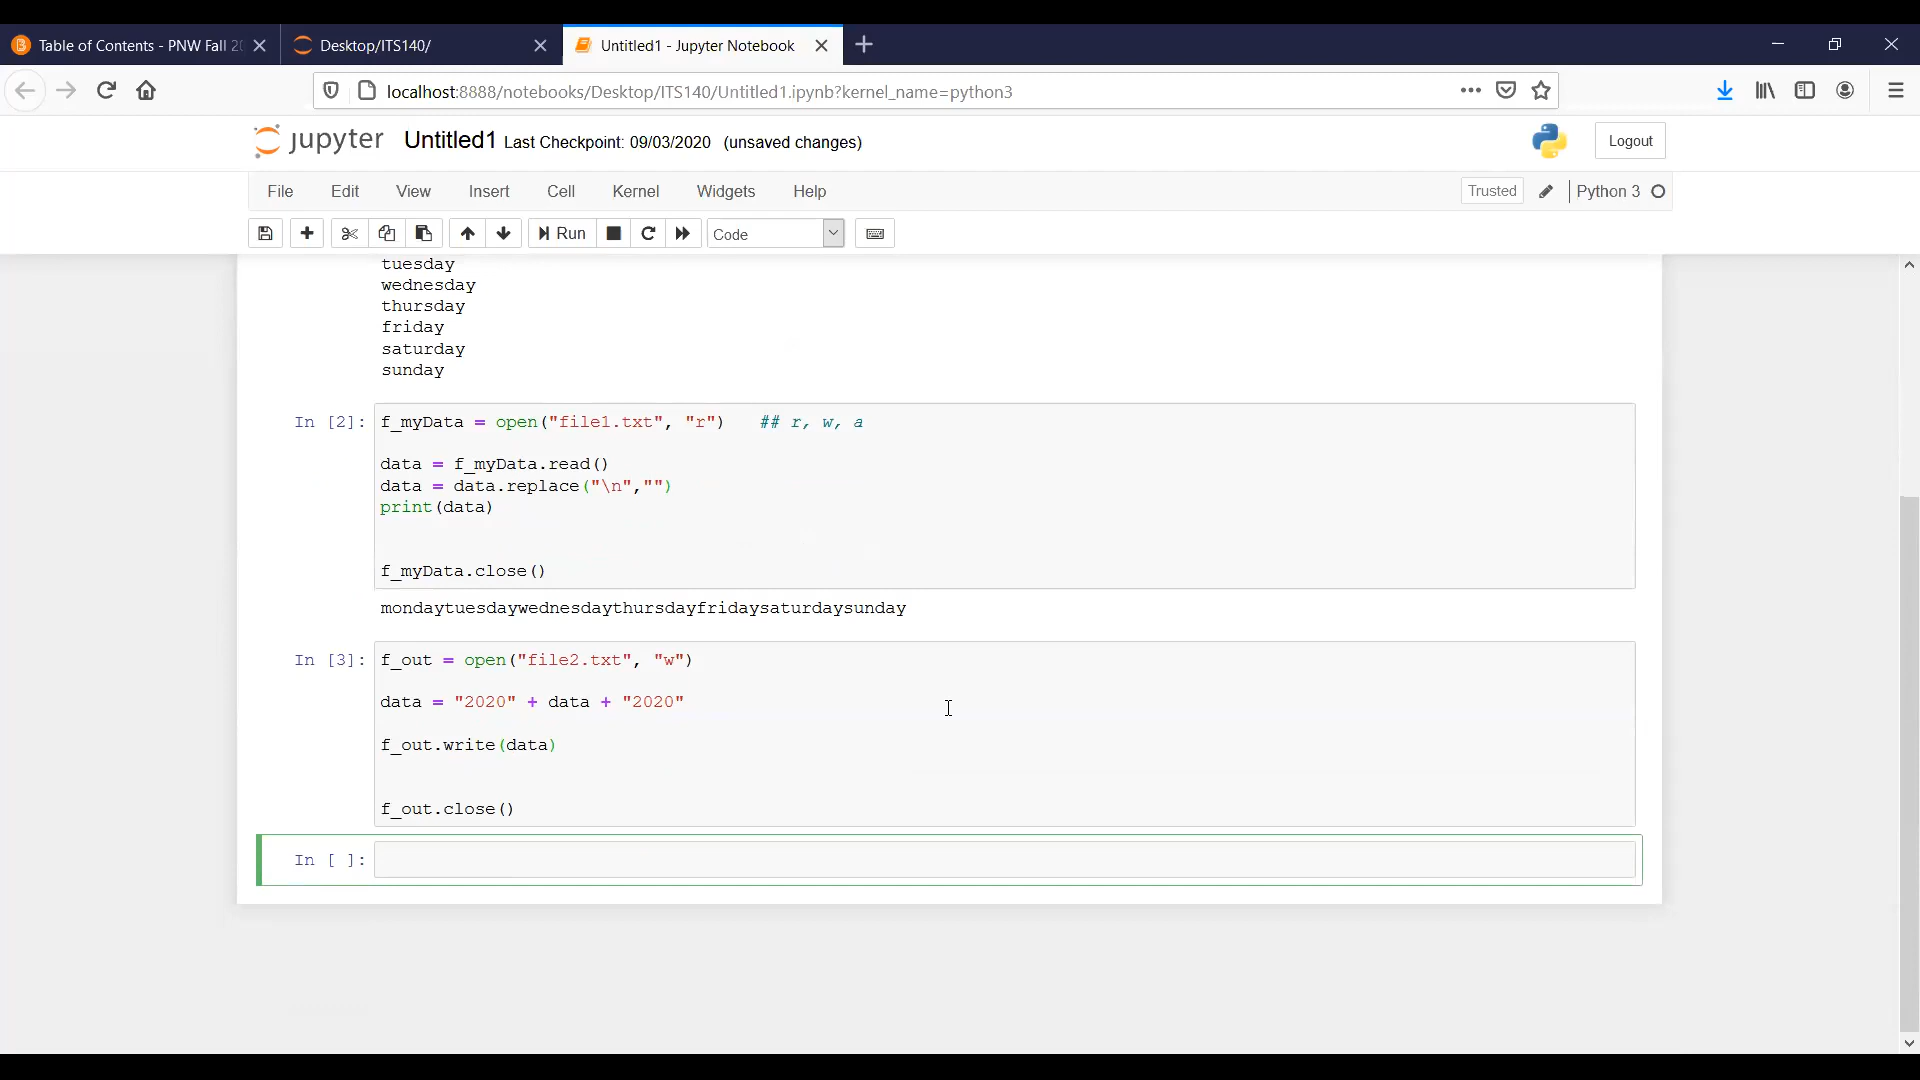 Table of Contents - PNW Fall 20
Desktop/ITS140/
Untitled1 - Jupyter Notebook
localhost:8888/notebooks/Desktop/ITS140/Untitled1.ipynb?kernel_name=python3
jupyter Untitled1 Last Checkpoint: 09/03/2020 (unsaved changes)
Logout
File Edit View Insert Cell Kernel Widgets Help
Trusted
Python 3
Run
Code
tuesday
wednesday
thursday
friday
saturday
sunday
In [2]: f_myData = open("file1.txt", "r") ## r, w, a
data = f_myData.read()
data = data.replace("\n","")
print(data)
f_myData.close()
mondaytuesdaywednesdaythursdayfridaysaturdaysunday
In [3]: f_out = open("file2.txt", "w")
data = "2020" + data + "2020"
f_out.write(data)
f_out.close()
In [ ]: